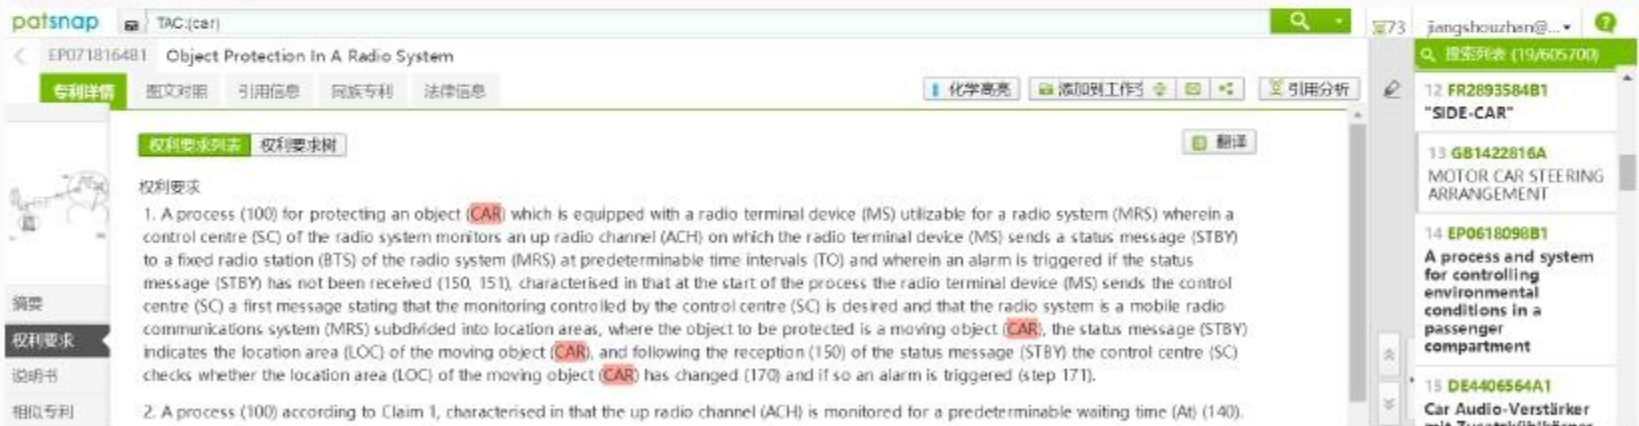 patsnap
TAC:(car)
73
jiangshouzhan@...
EP0718164B1 Object Protection In A Radio System
搜索列表 (19/605700)
专利详情 图文对照 引用信息 同族专利 法律信息
化学高亮 添加到工作 引用分析
12 FR2893584B1
"SIDE-CAR"
权利要求列表 权利要求树
翻译
13 GB1422816A
MOTOR CAR STEERING
ARRANGEMENT
权利要求
1. A process (100) for protecting an object (CAR) which is equipped with a radio terminal device (MS) utilizable for a radio system (MRS) wherein a
control centre (SC) of the radio system monitors an up radio channel (ACH) on which the radio terminal device (MS) sends a status message (STBY)
to a fixed radio station (BTS) of the radio system (MRS) at predeterminable time intervals (TO) and wherein an alarm is triggered if the status
message (STBY) has not been received (150, 151), characterised in that at the start of the process the radio terminal device (MS) sends the control
centre (SC) a first message stating that the monitoring controlled by the control centre (SC) is desired and that the radio system is a mobile radio
communications system (MRS) subdivided into location areas, where the object to be protected is a moving object (CAR), the status message (STBY)
indicates the location area (LOC) of the moving object (CAR), and following the reception (150) of the status message (STBY) the control centre (SC)
checks whether the location area (LOC) of the moving object (CAR) has changed (170) and if so an alarm is triggered (step 171).
2. A process (100) according to Claim 1, characterised in that the up radio channel (ACH) is monitored for a predeterminable waiting time (At) (140).
摘要
权利要求
说明书
相似专利
14 EP0618098B1
A process and system
for controlling
environmental
conditions in a
passenger
compartment
15 DE4406564A1
Car Audio-Verstärker